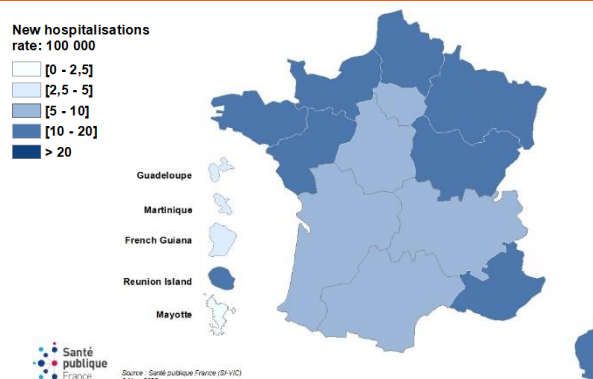 New hospitalisations
rate: 100 000
[0 - 2,5]
[2,5 - 5]
[5 - 10]
[10 - 20]
> 20
Guadeloupe
Martinique
French Guiana
Reunion Island
Mayotte
Santé
publique
France
Source : Santé publique France (SI-VIC)